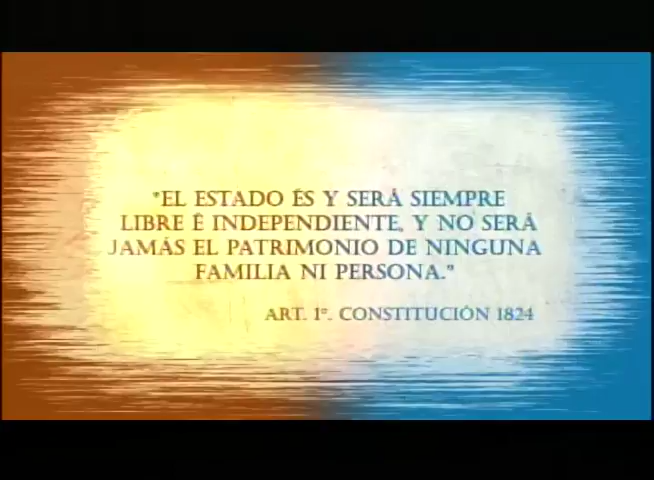 "EL ESTADO ÉS Y SERÁ SIEMPRE
LIBRE É INDEPENDIENTE, Y NO SERÁ
JAMÁS EL PATRIMONIO DE NINGUNA
FAMILIA NI PERSONA."
ART. 1º. CONSTITUCIÓN 1824